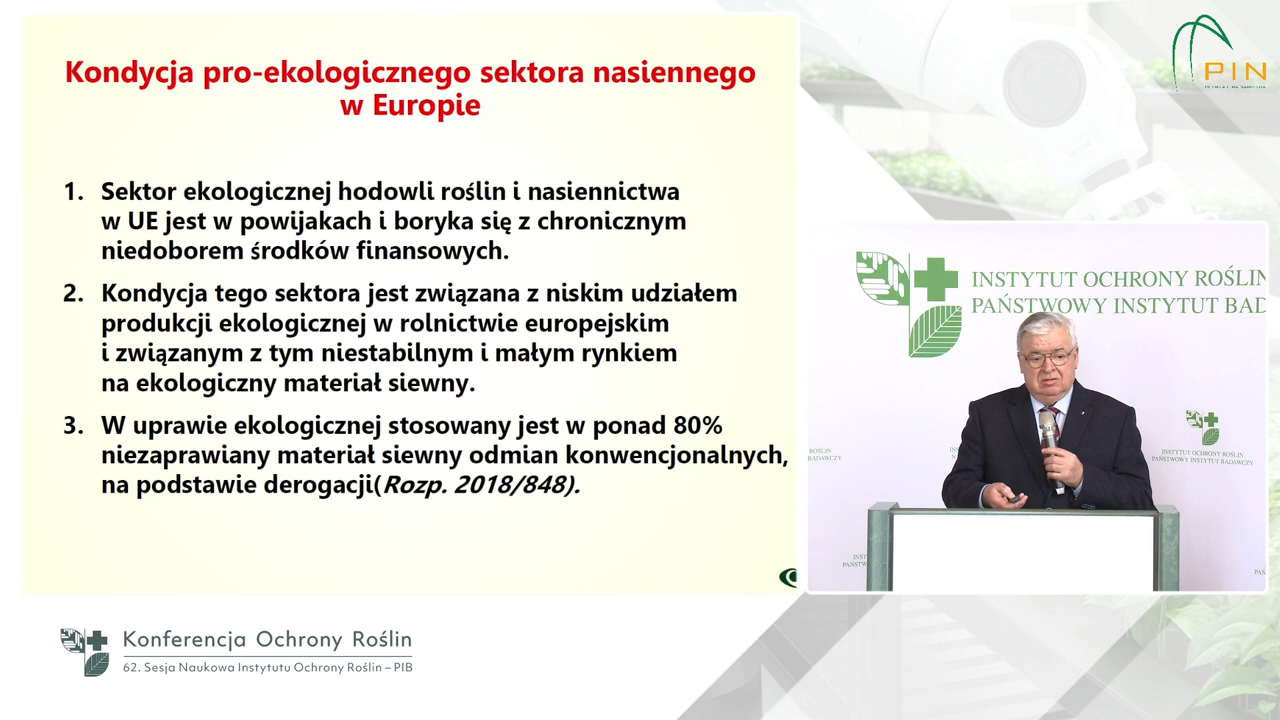 Kondycja pro-ekologicznego sektora nasiennego
w Europie
1. Sektor ekologicznej hodowli roślin i nasiennictwa
w UE jest w powijakach i boryka się z chronicznym
niedoborem środków finansowych.
2. Kondycja tego sektora jest związana z niskim udziałem
produkcji ekologicznej w rolnictwie europejskim
i związanym z tym niestabilnym i małym rynkiem
na ekologiczny materiał siewny.
3. W uprawie ekologicznej stosowany jest w ponad 80%
niezaprawiany materiał siewny odmian konwencjonalnych,
na podstawie derogacji(Rozp. 2018/848).
PIN
INSTYTUT OCHRONY ROŚLIN
PAŃSTWOWY INSTYTUT BAD
INSTYTUT OCHRONY ROŚLIN
PAŃSTWOWY INSTYTUT BADAWCZY
ROŚLIN
BADAWCZY
Konferencja Ochrony Roślin
62. Sesja Naukowa Instytutu Ochrony Roślin – PIB